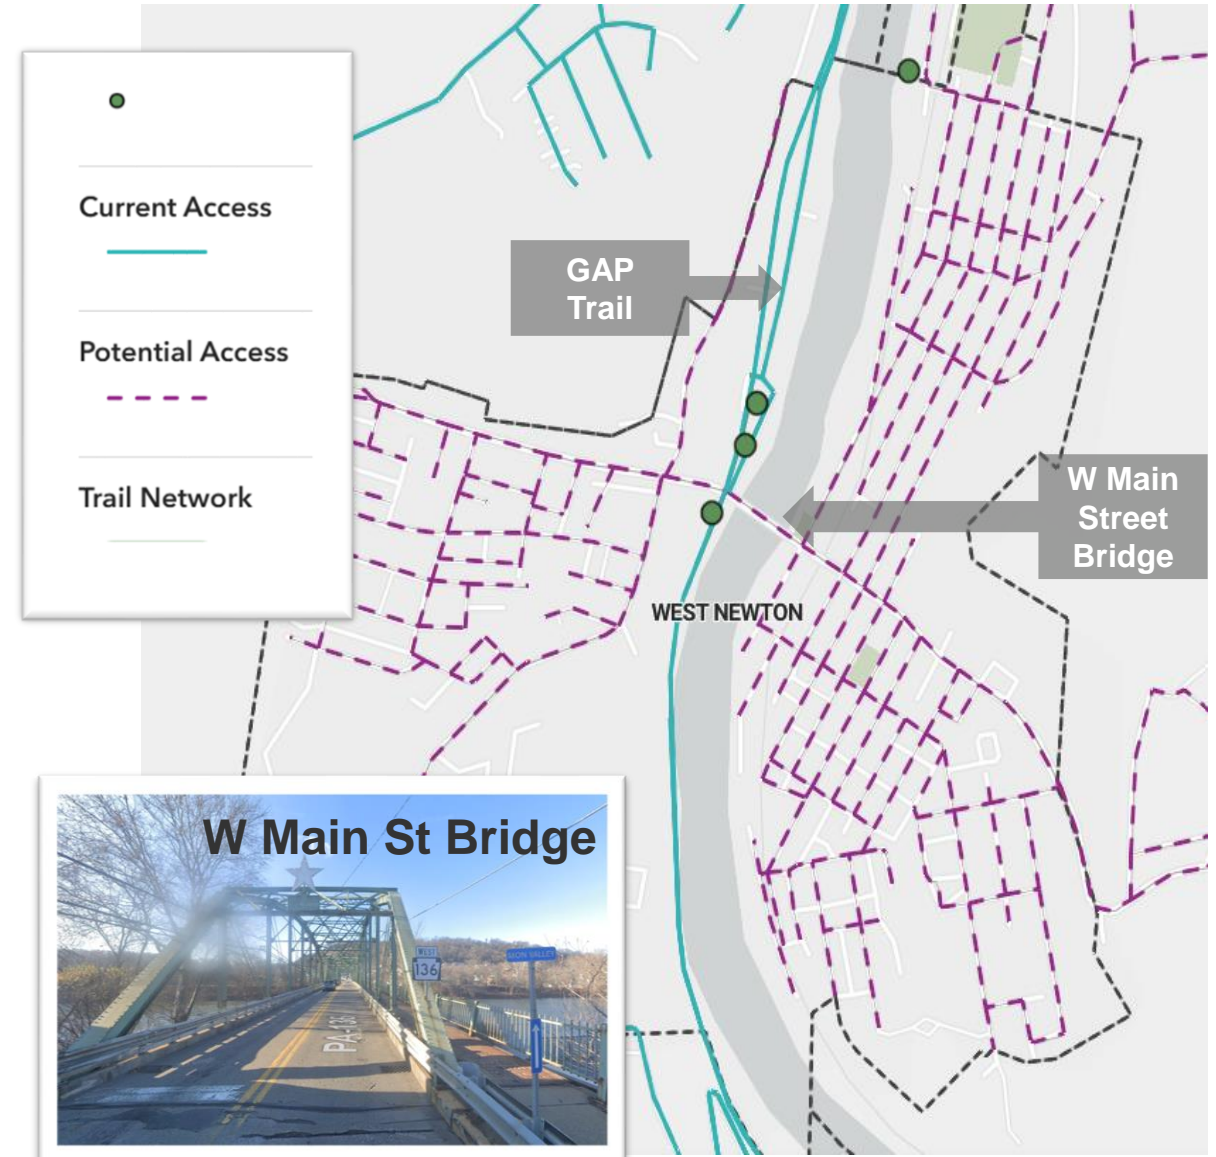 Current Access
Potential Access
Trail Network
GAP
Trail
W Main
Street
Bridge
WEST NEWTON
W Main St Bridge
WEST
136
MON VALLEY
PA-136